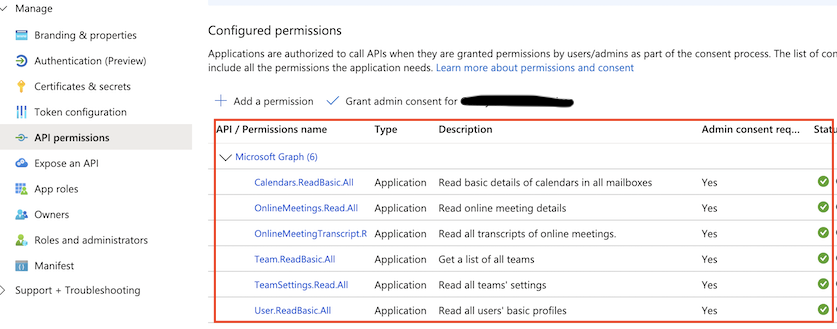 Manage
Branding & properties
Authentication (Preview)
Certificates & secrets
Token configuration
API permissions
Expose an API
App roles
Owners
Roles and administrators
Manifest
Support + Troubleshooting
Configured permissions
Applications are authorized to call APIs when they are granted permissions by users/admins as part of the consent process. The list of con
include all the permissions the application needs. Learn more about permissions and consent
Add a permission Grant admin consent for
API / Permissions name Type Description Admin consent req... Statu
Microsoft Graph (6)
Calendars.ReadBasic.All Application Read basic details of calendars in all mailboxes Yes
OnlineMeetings.Read.All Application Read online meeting details Yes
OnlineMeetingTranscript.R Application Read all transcripts of online meetings. Yes
Team.ReadBasic.All Application Get a list of all teams Yes
TeamSettings.Read.All Application Read all teams' settings Yes
User.ReadBasic.All Application Read all users' basic profiles Yes